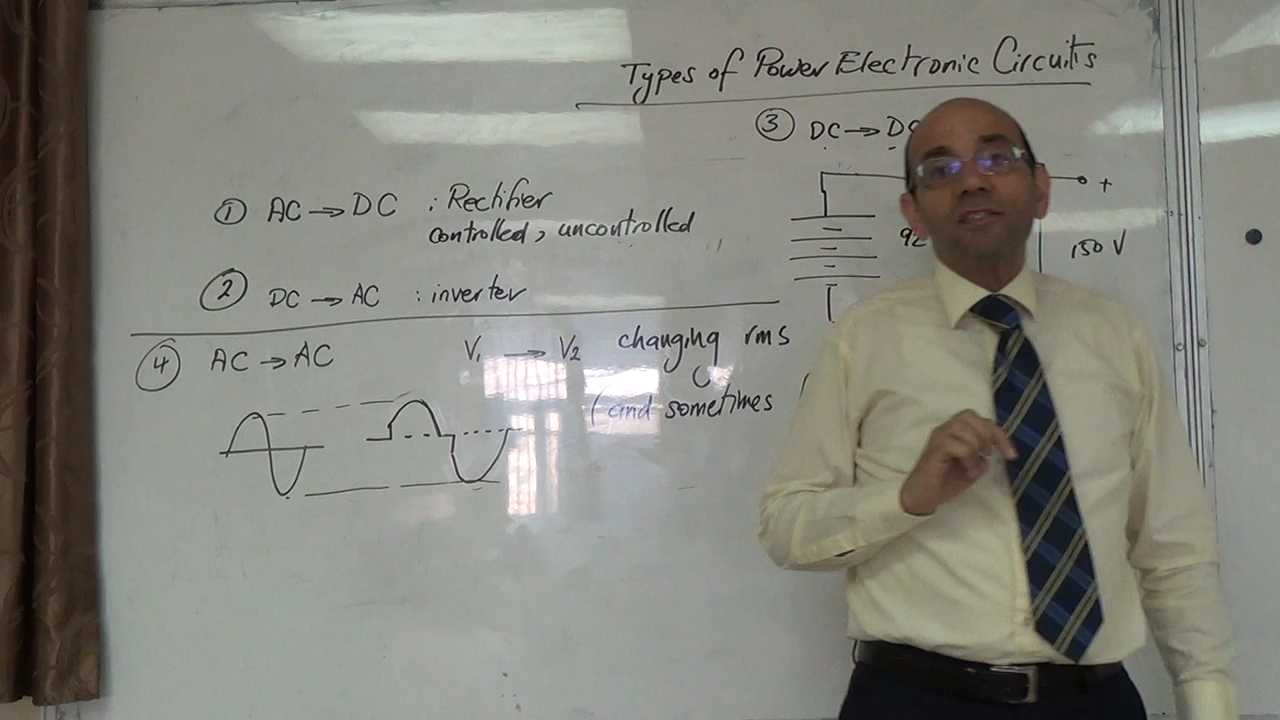 Types of Power Electronic Circuits
① AC → DC : Rectifier
controlled, uncontrolled
② DC → AC : inverter
③ DC → DC
+
150 V
④ AC → AC V₁ → V₂ changing rms
(and sometimes